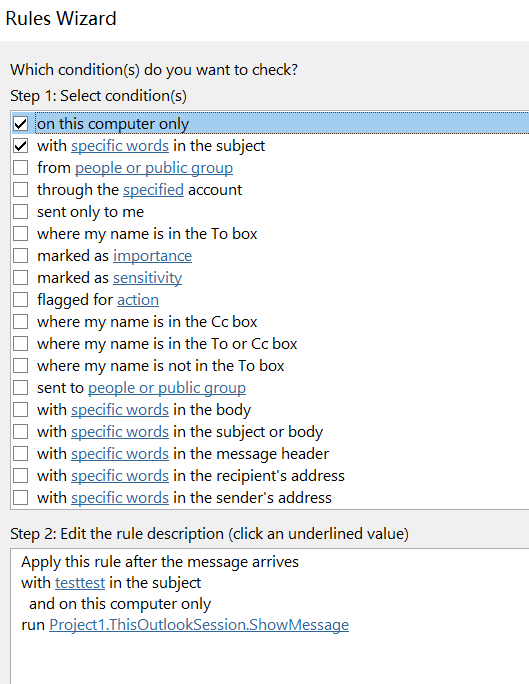 Rules Wizard
Which condition(s) do you want to check?
Step 1: Select condition(s)
on this computer only
with specific words in the subject
from people or public group
through the specified account
sent only to me
where my name is in the To box
marked as importance
marked as sensitivity
flagged for action
where my name is in the Cc box
where my name is in the To or Cc box
where my name is not in the To box
sent to people or public group
with specific words in the body
with specific words in the subject or body
with specific words in the message header
with specific words in the recipient's address
with specific words in the sender's address
Step 2: Edit the rule description (click an underlined value)
Apply this rule after the message arrives
with testtest in the subject
and on this computer only
run Project1.ThisOutlookSession.ShowMessage